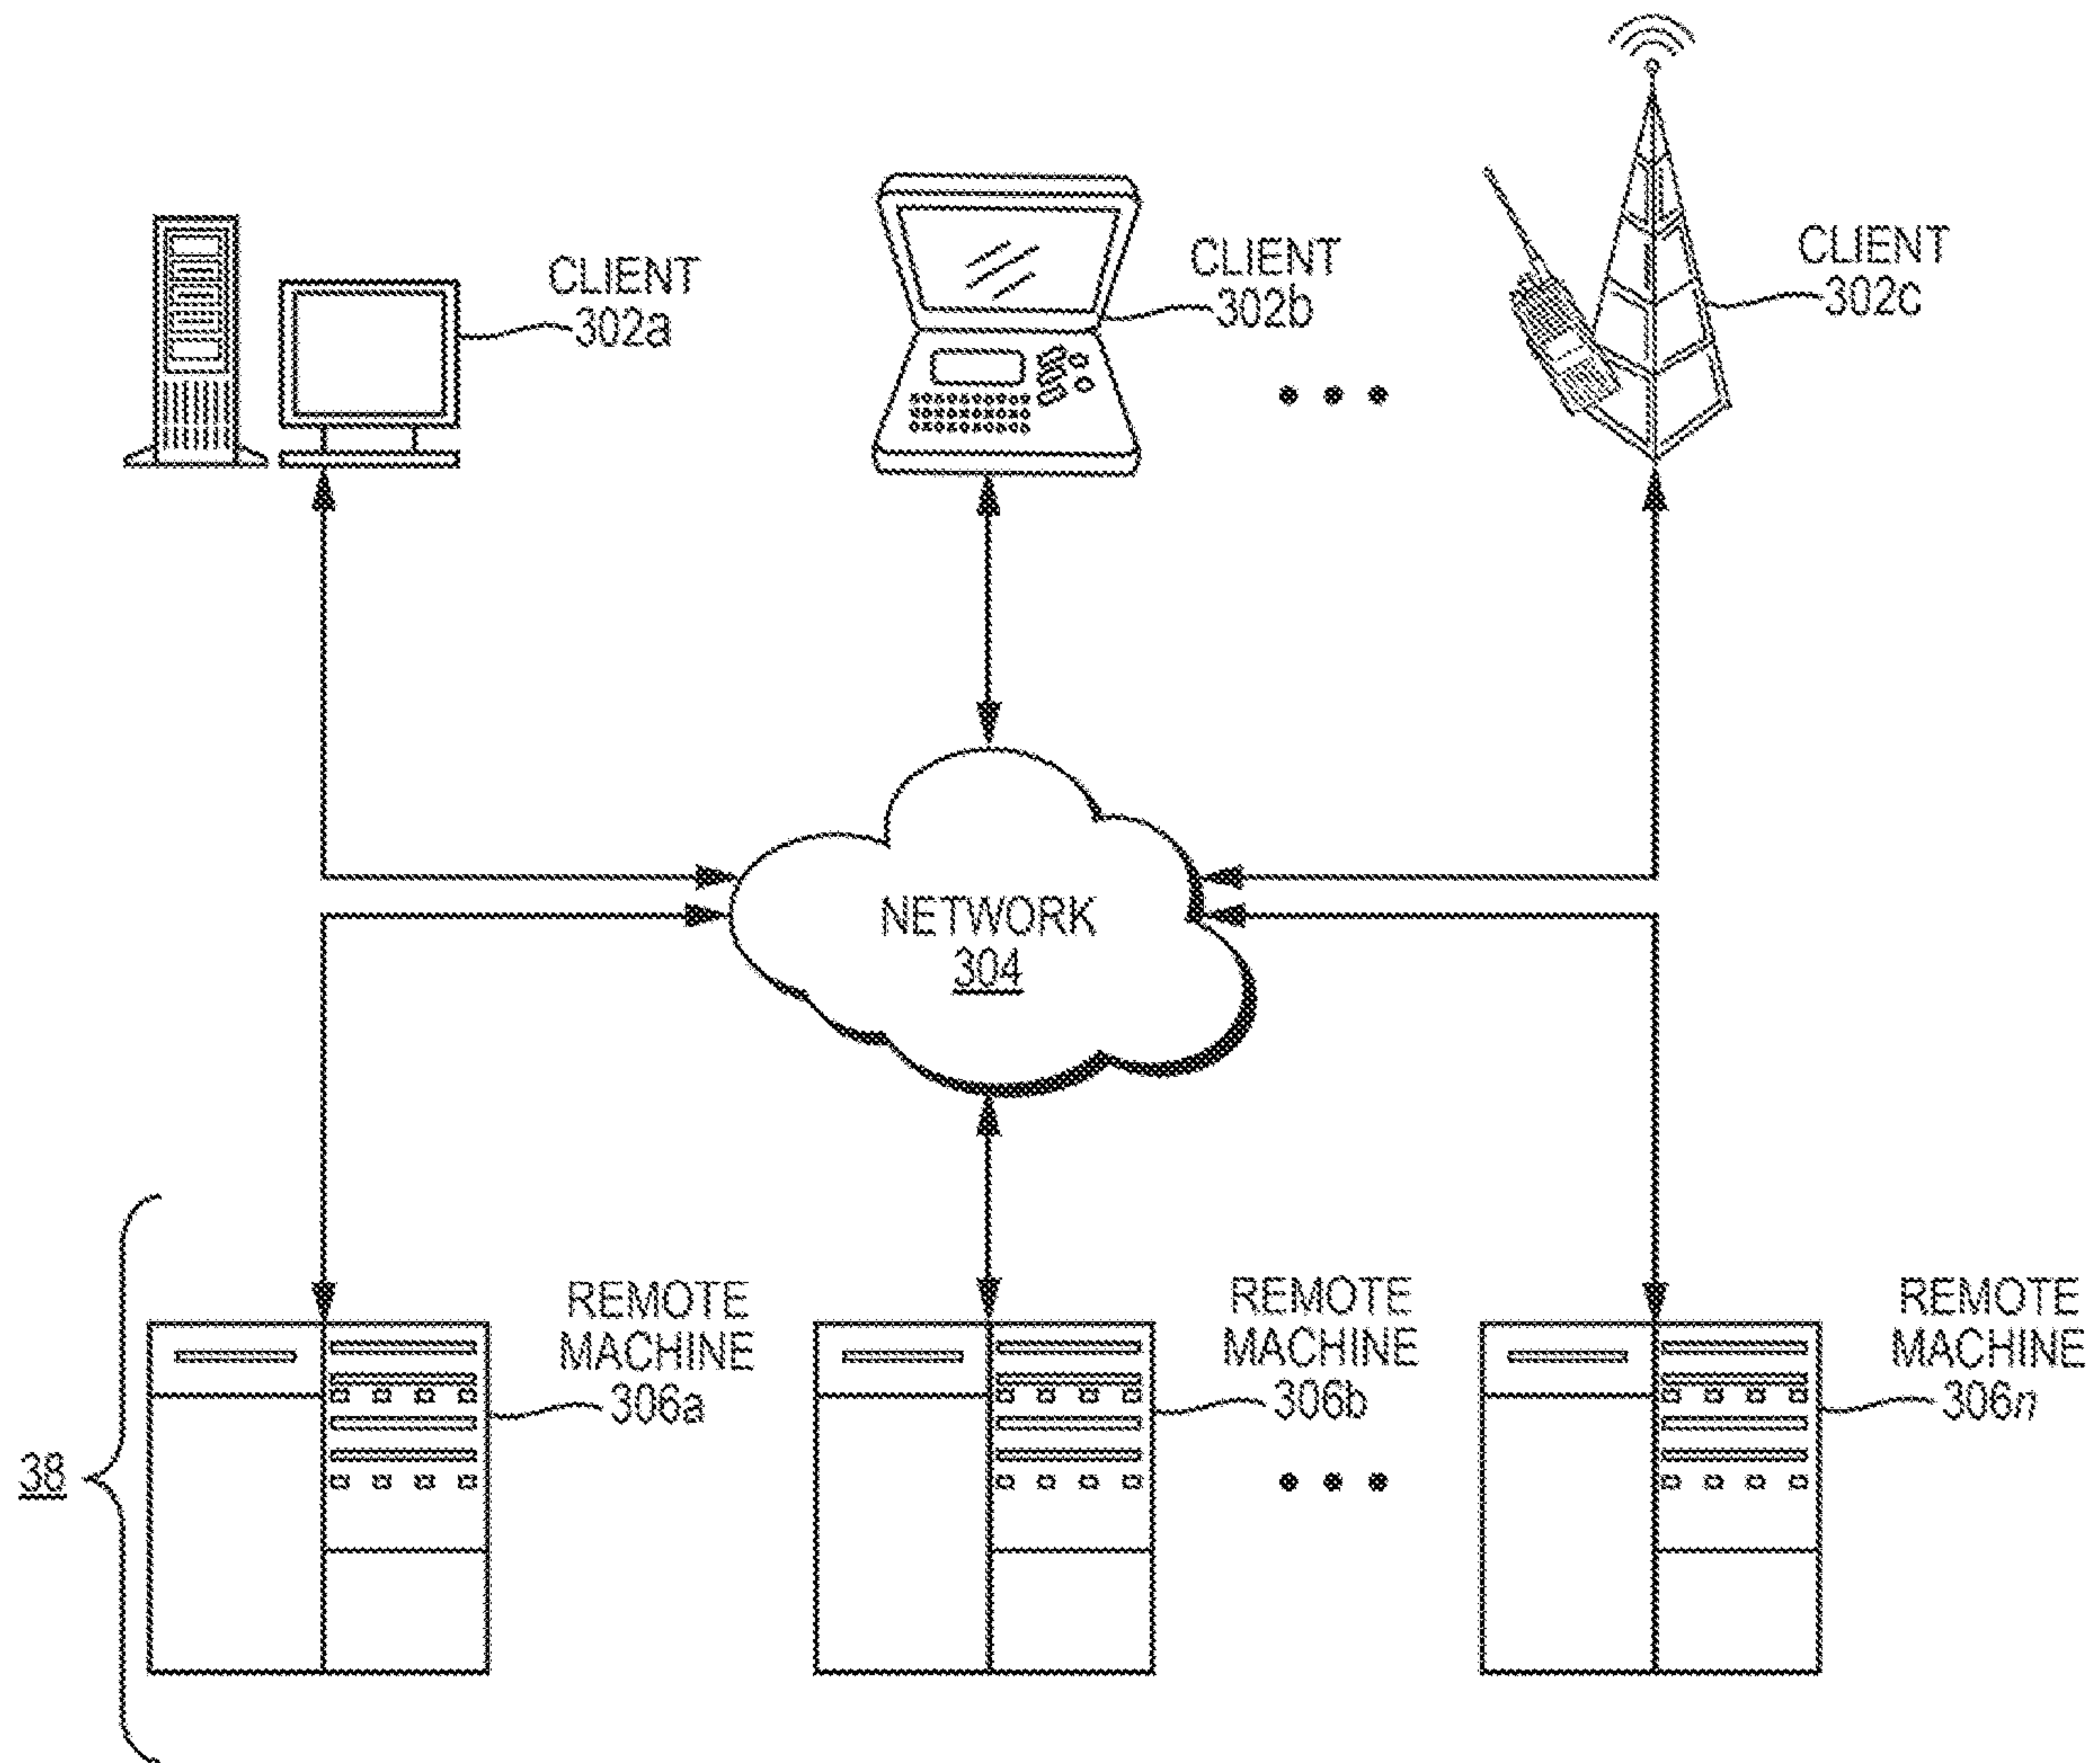 CLIENT
302a
CLIENT
302b
CLIENT
302c
NETWORK
304
REMOTE
MACHINE
306a
REMOTE
MACHINE
306b
REMOTE
MACHINE
306n
38